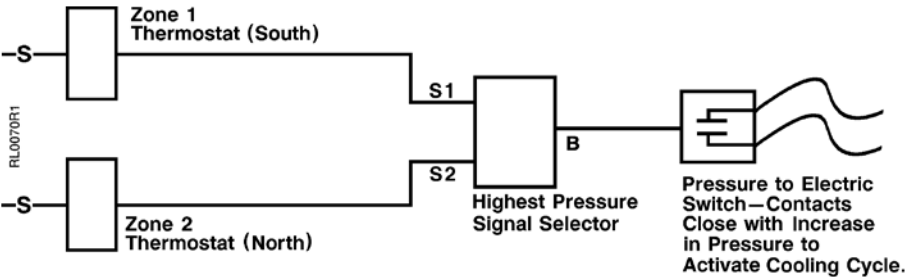 Zone 1
Thermostat (South)
S
S1
RL0070R1
B
S2
S
Zone 2
Thermostat (North)
Highest Pressure
Signal Selector
Pressure to Electric
Switch—Contacts
Close with Increase
in Pressure to
Activate Cooling Cycle.